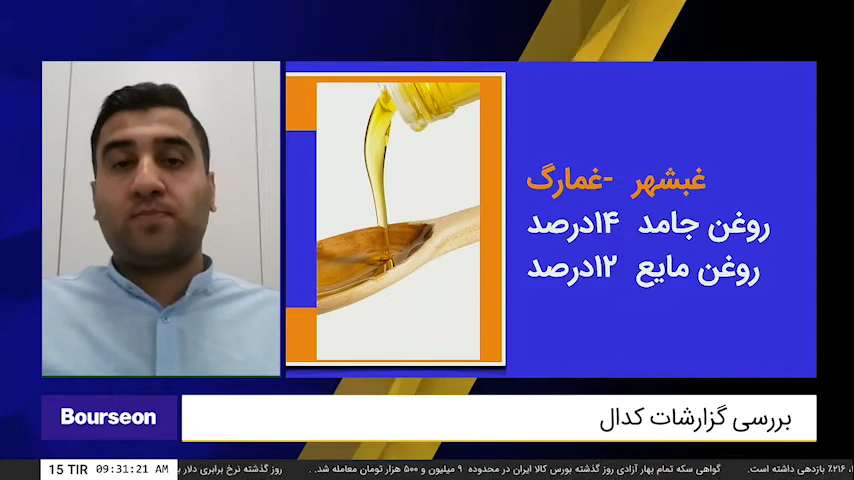 غبشهر -غمارگ
روغن جامد ۱۴درصد
روغن مایع ۱۲درصد
Bourseon
بررسی گزارشات کدال
15 TIR 09:31:21 AM
۲۱۶٪ بازدهی داشته است. گواهی سکه تمام بهار آزادی روز گذشته بورس کالا ایران در محدوده ۹ میلیون و ۵۰۰ هزار تومان معامله شد. . روز گذشته نرخ برابری دلار